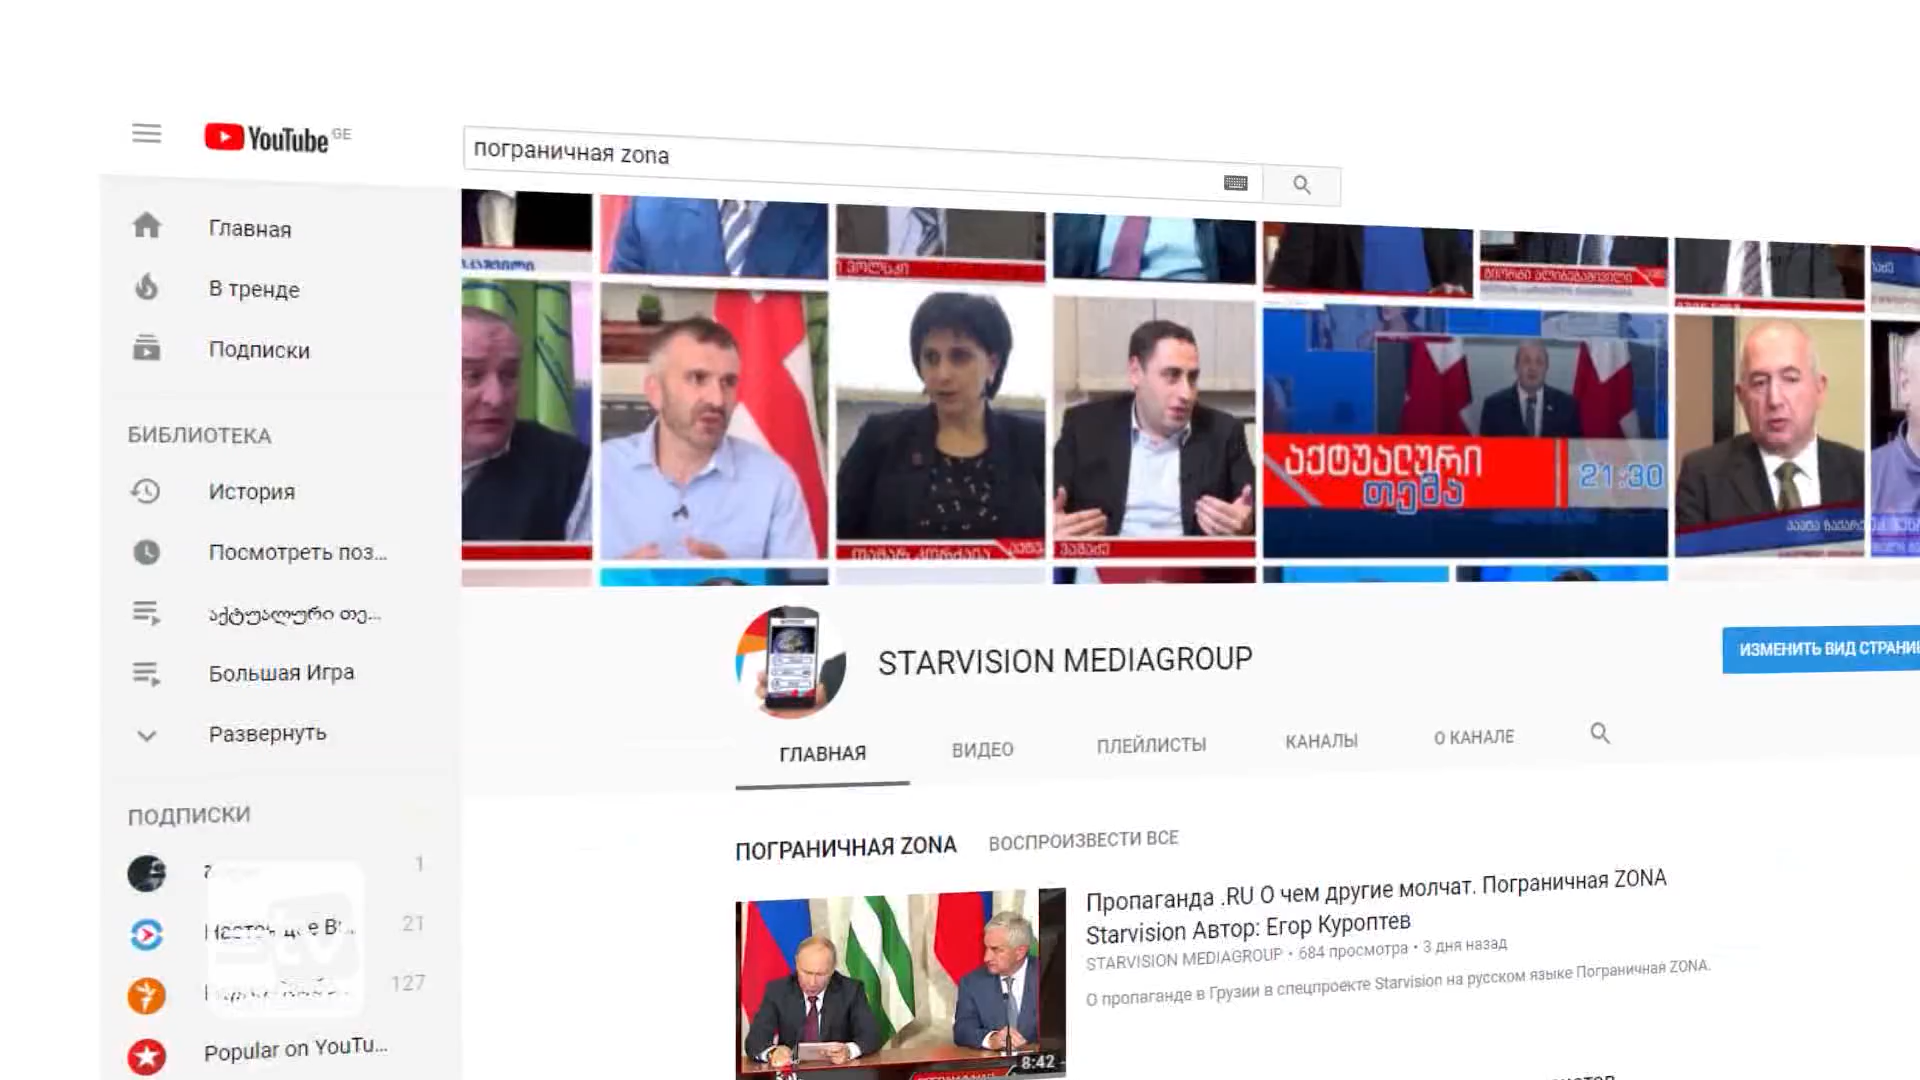 YouTube GE
пограничная zona
Главная
В тренде
Подписки
БИБЛИОТЕКА
История
Посмотреть поз...
აქტუალური თე...
Большая Игра
Развернуть
ПОДПИСКИ
1
21
127
Popular on YouTu...
აქტუალური
თემა
21:30
STARVISION MEDIAGROUP
ИЗМЕНИТЬ ВИД СТРАНИ
ГЛАВНАЯ
ВИДЕО
ПЛЕЙЛИСТЫ
КАНАЛЫ
О КАНАЛЕ
ПОГРАНИЧНАЯ ZONA
ВОСПРОИЗВЕСТИ ВСЕ
Пропаганда .RU О чем другие молчат. Пограничная ZONA
Starvision Автор: Егор Куроптев
STARVISION MEDIAGROUP • 684 просмотра • 3 дня назад
О пропаганде в Грузии в спецпроекте Starvision на русском языке Пограничная ZONA.
8:42